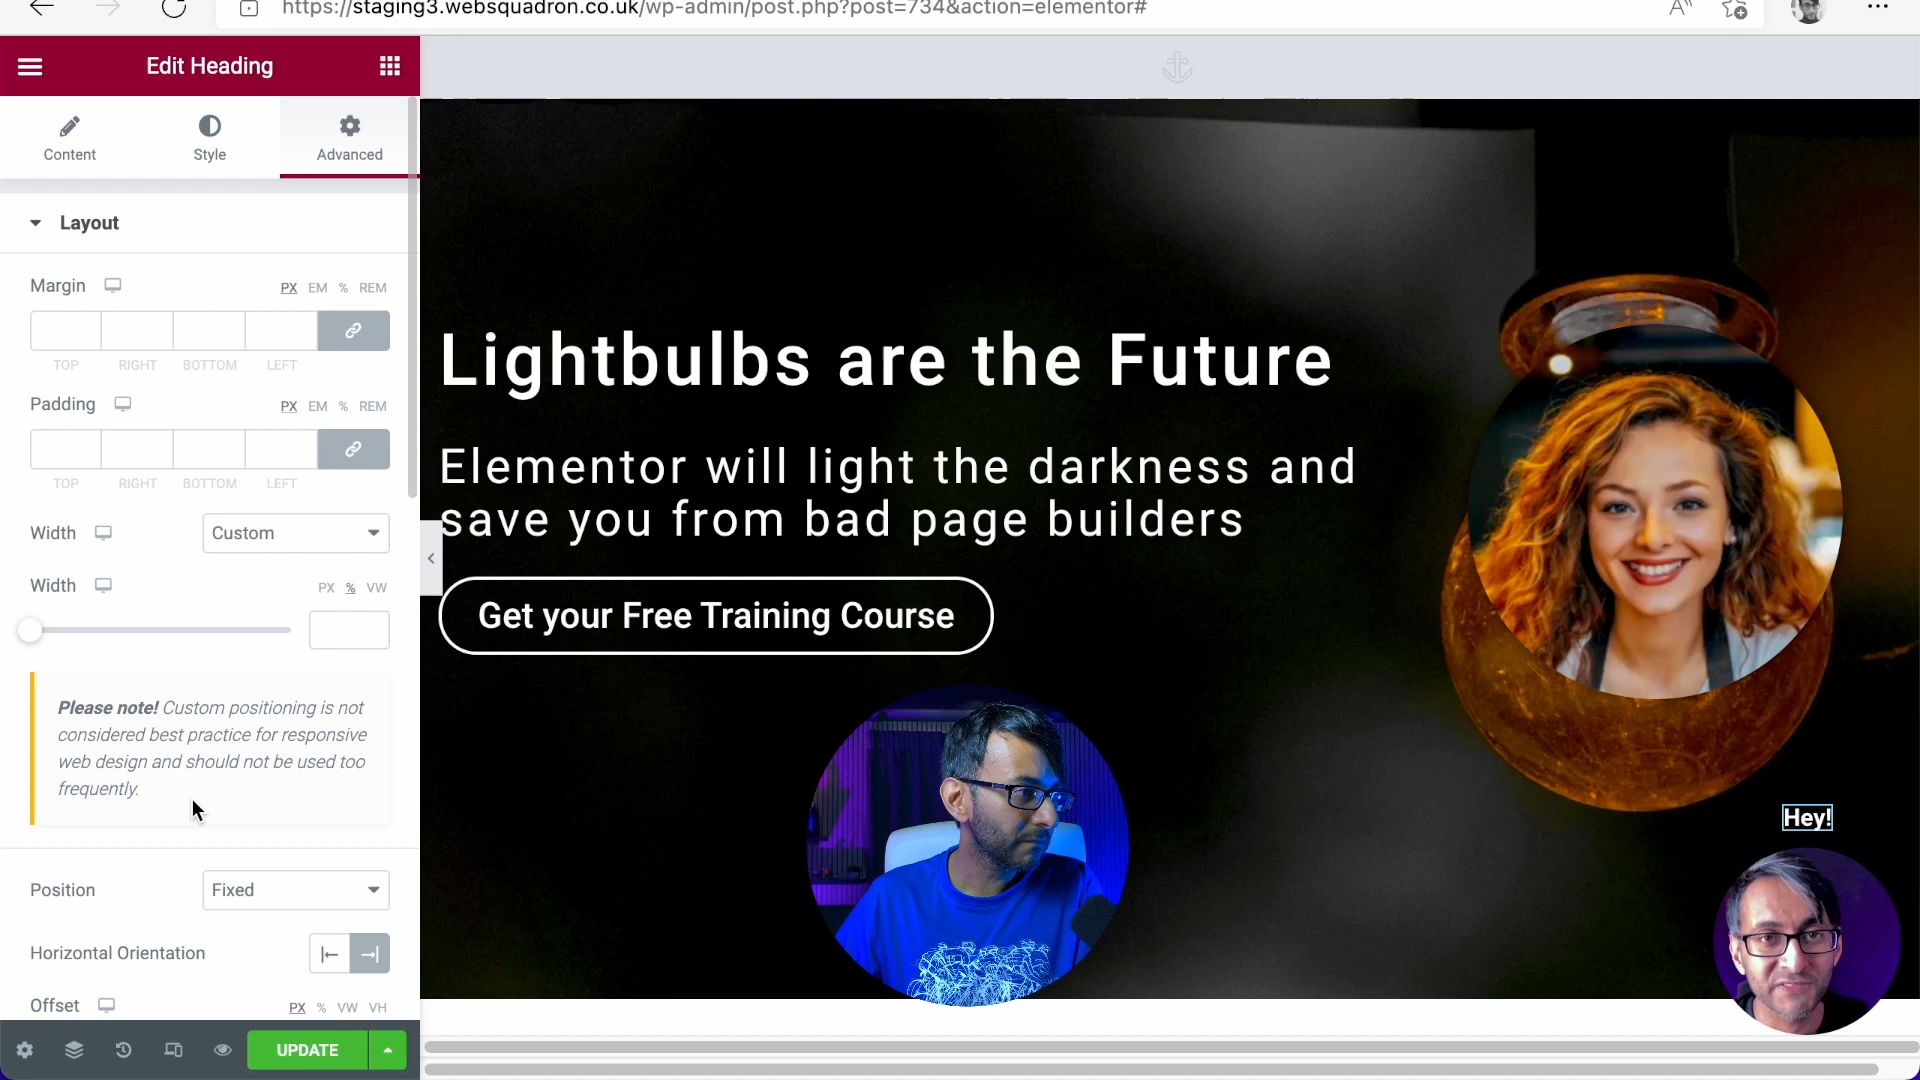 https://staging3.websquadron.co.uk/wp-admin/post.php?post=734&action=elementor#
Edit Heading
Content
Style
Advanced
Layout
Margin
PX EM % REM
TOP RIGHT BOTTOM LEFT
Padding
PX EM % REM
TOP RIGHT BOTTOM LEFT
Width
Custom
Width
PX % VW
Please note! Custom positioning is not
considered best practice for responsive
web design and should not be used too
frequently.
Position
Fixed
Horizontal Orientation
Offset
PX % VW VH
UPDATE
Lightbulbs are the Future
Elementor will light the darkness and
save you from bad page builders
Get your Free Training Course
Hey!